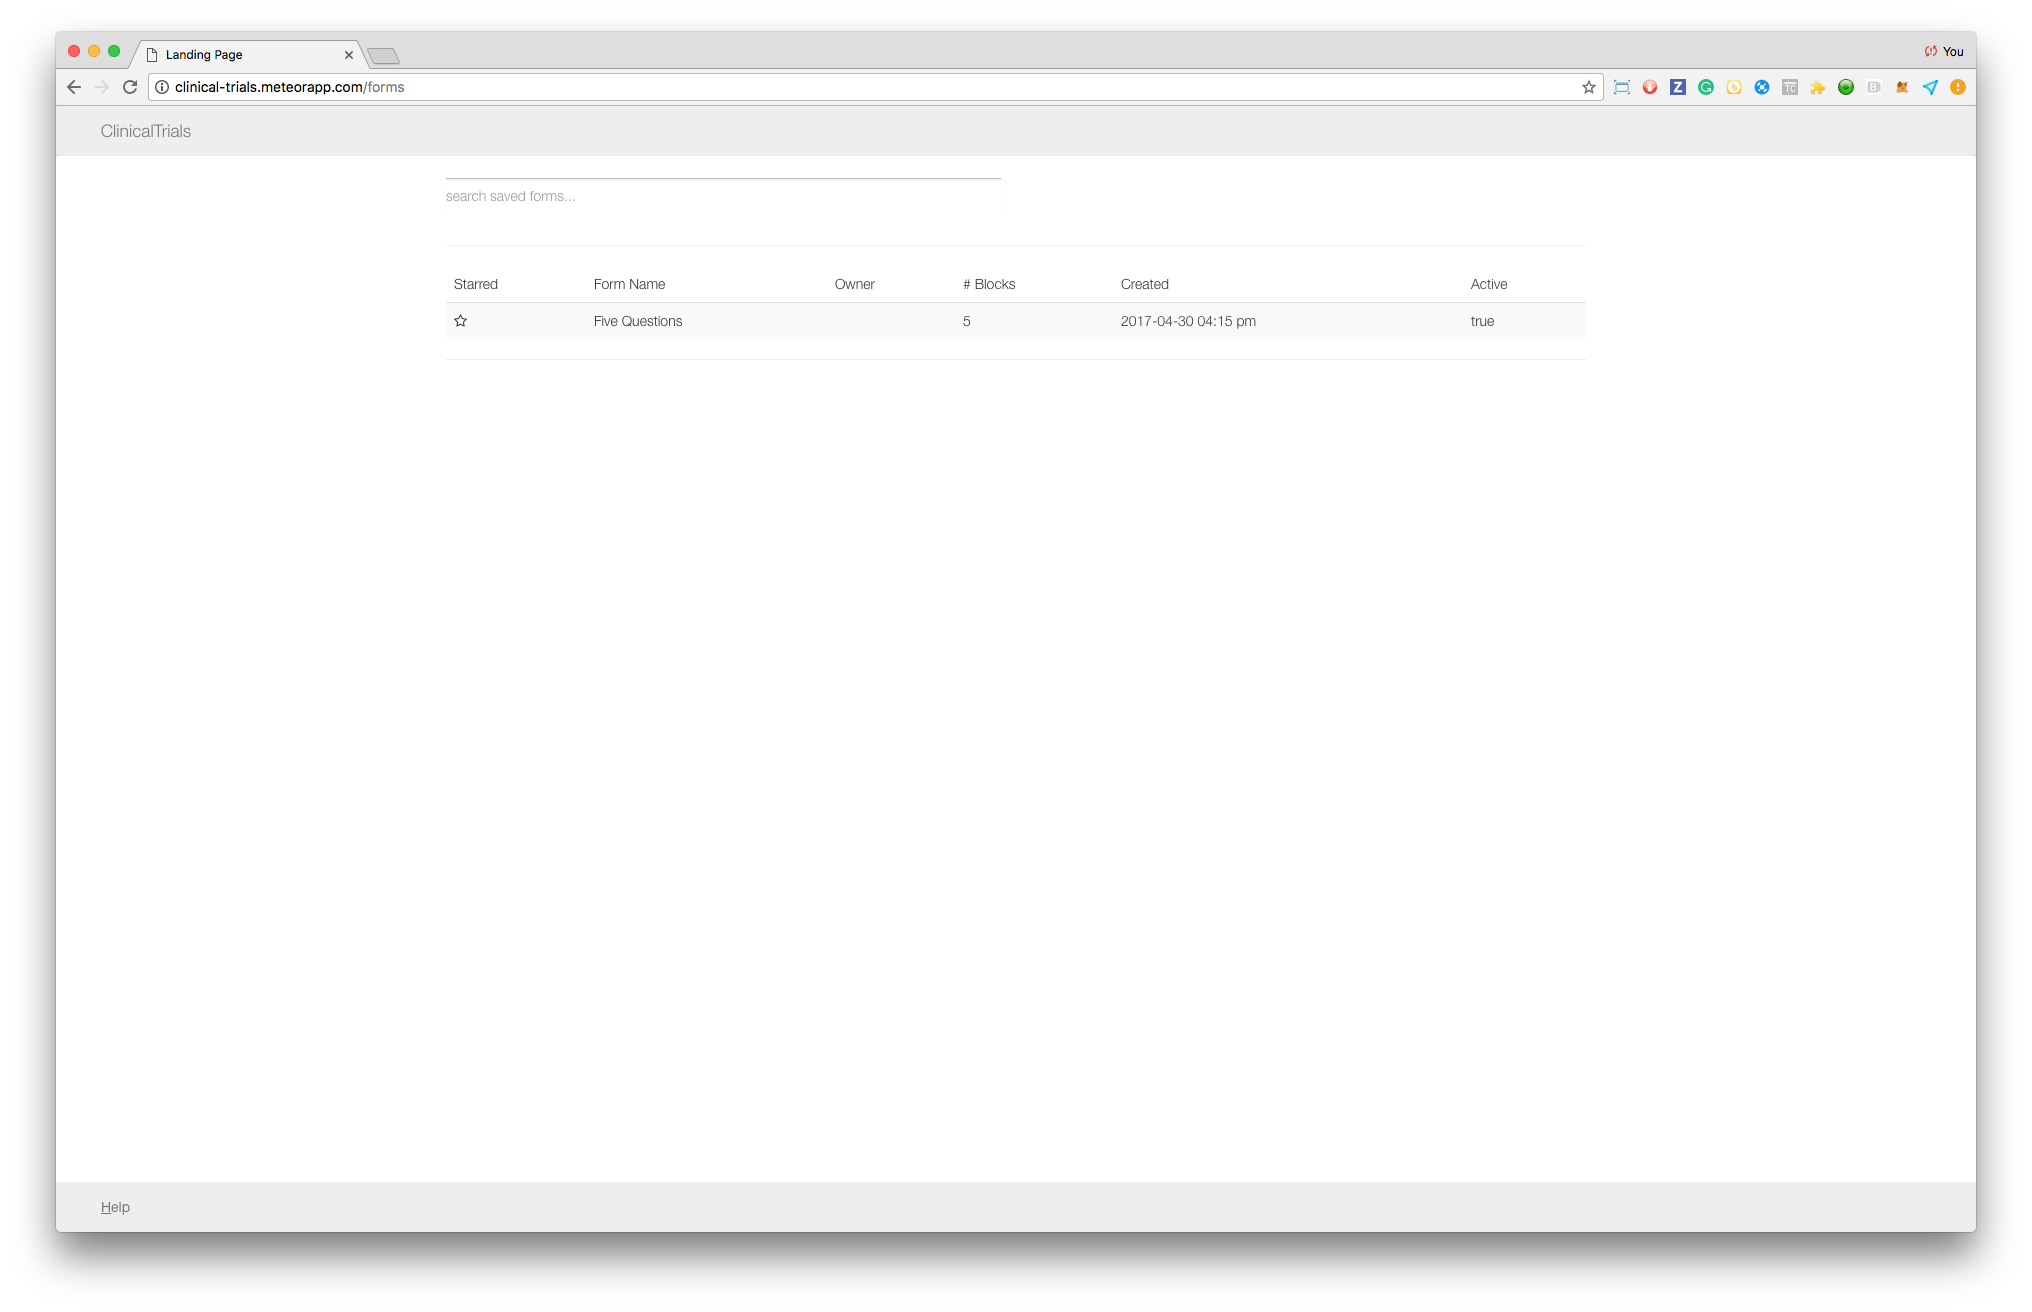 Landing Page
You
clinical-trials.meteorapp.com/forms
Z
G
TC
B
ClinicalTrials
search saved forms...
Starred Form Name Owner # Blocks Created Active
Five Questions 5 2017-04-30 04:15 pm true
Help